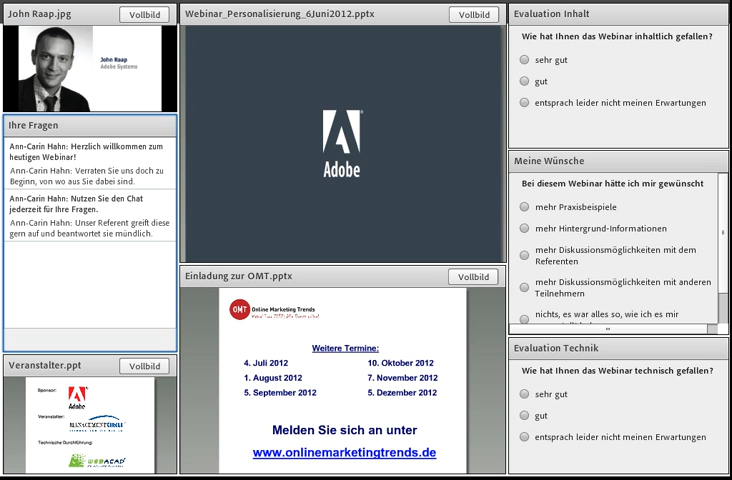 John Raap.jpg
Vollbild
John Raap
Adobe Systems
Ihre Fragen
Ann-Carin Hahn: Herzlich willkommen zum
heutigen Webinar!
Ann-Carin Hahn: Verraten Sie uns doch zu
Beginn, von wo aus Sie dabei sind.
Ann-Carin Hahn: Nutzen Sie den Chat
jederzeit für Ihre Fragen.
Ann-Carin Hahn: Unser Referent greift diese
gern auf und beantwortet sie mündlich.
Veranstalter.ppt
Vollbild
Sponsor:
Adobe
Veranstalter:
MANAGEMENT CIRCLE
Technische Durchführung:
WEBACAD
Webinar_Personalisierung_6Juni2012.pptx
Vollbild
Adobe
Einladung zur OMT.pptx
Vollbild
OMT Online Marketing Trends
Weitere Termine:
4. Juli 2012
10. Oktober 2012
1. August 2012
7. November 2012
5. September 2012
5. Dezember 2012
Melden Sie sich an unter
www.onlinemarketingtrends.de
Evaluation Inhalt
Wie hat Ihnen das Webinar inhaltlich gefallen?
sehr gut
gut
entsprach leider nicht meinen Erwartungen
Meine Wünsche
Bei diesem Webinar hätte ich mir gewünscht
mehr Praxisbeispiele
mehr Hintergrund-Informationen
mehr Diskussionsmöglichkeiten mit dem
Referenten
mehr Diskussionsmöglichkeiten mit anderen
Teilnehmern
nichts, es war alles so, wie ich es mir
Evaluation Technik
Wie hat Ihnen das Webinar technisch gefallen?
sehr gut
gut
entsprach leider nicht meinen Erwartungen